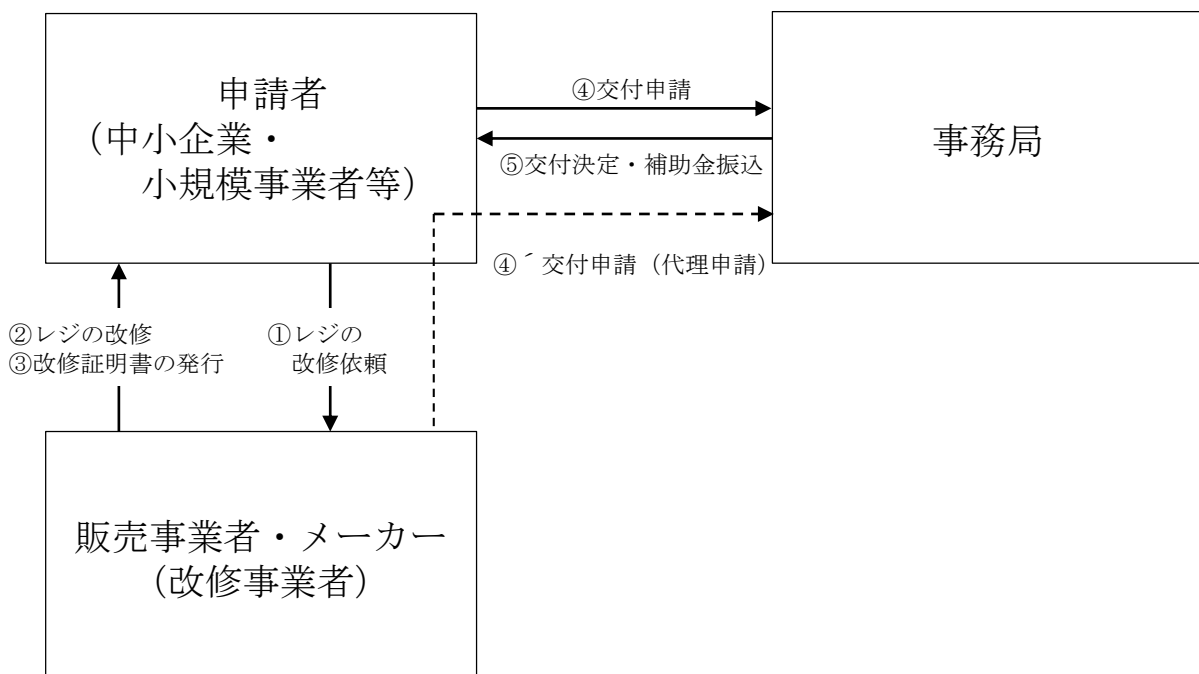 申請者
（中小企業・
小規模事業者等）
④交付申請
⑤交付決定・補助金振込
事務局
④´交付申請（代理申請）
②レジの改修
③改修証明書の発行
①レジの
改修依頼
販売事業者・メーカー
（改修事業者）